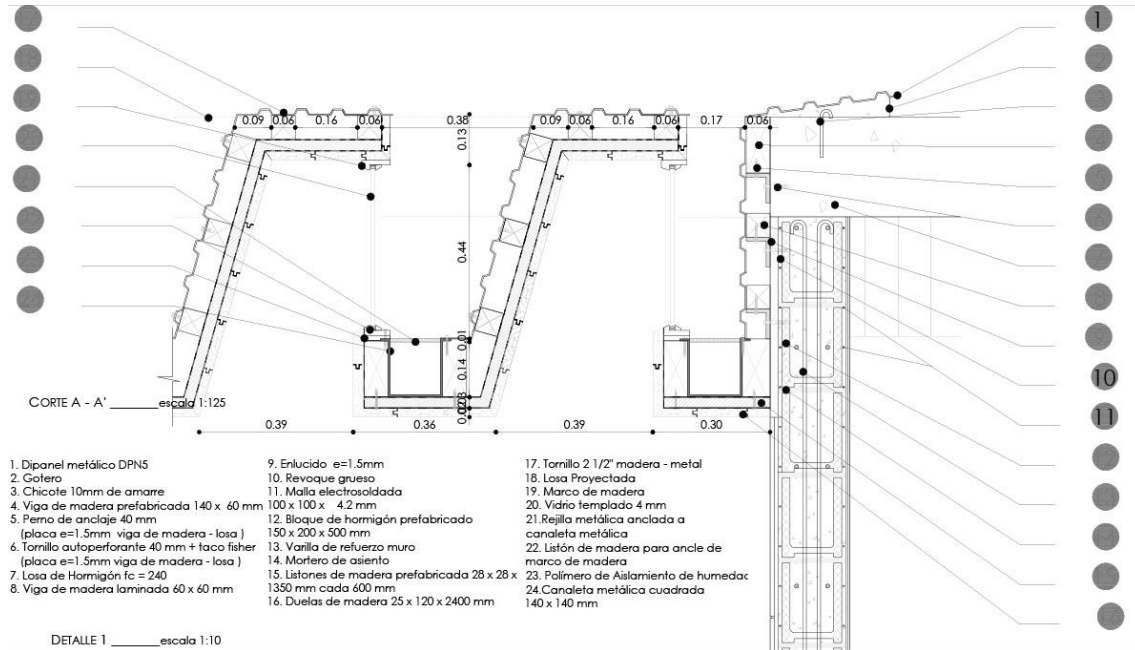 1
10
11
0.09 0.06 0.16 0.06 0.38 0.09 0.06 0.16 0.06 0.17 0.06
0.13
0.44
0.01
0.14
0.39 0.36 0.39 0.30
CORTE A - A' ______escala 1:125
1. Dipanel metálico DPN5
2. Gotero
3. Chicote 10mm de amarre
4. Viga de madera prefabricada 140 x 60 mm
5. Perno de anclaje 40 mm
(placa e=1.5mm viga de madera - losa )
6. Tornillo autoperforante 40 mm + taco fisher
(placa e=1.5mm viga de madera - losa )
7. Losa de Hormigón fc = 240
8. Viga de madera laminada 60 x 60 mm
9. Enlucido e=1.5mm
10. Revoque grueso
11. Malla electrosoldada
100 x 100 x 4.2 mm
12. Bloque de hormigón prefabricado
150 x 200 x 500 mm
13. Varilla de refuerzo muro
14. Mortero de asiento
15. Listones de madera prefabricada 28 x 28 x
1350 mm cada 600 mm
16. Duelas de madera 25 x 120 x 2400 mm
17. Tornillo 2 1/2" madera - metal
18. Losa Proyectada
19. Marco de madera
20. Vidrio templado 4 mm
21.Rejilla metálica anclada a
canaleta metálica
22. Listón de madera para ancle de
marco de madera
23. Polímero de Aislamiento de humedad
24.Canaleta metálica cuadrada
140 x 140 mm
DETALLE 1 ______escala 1:10